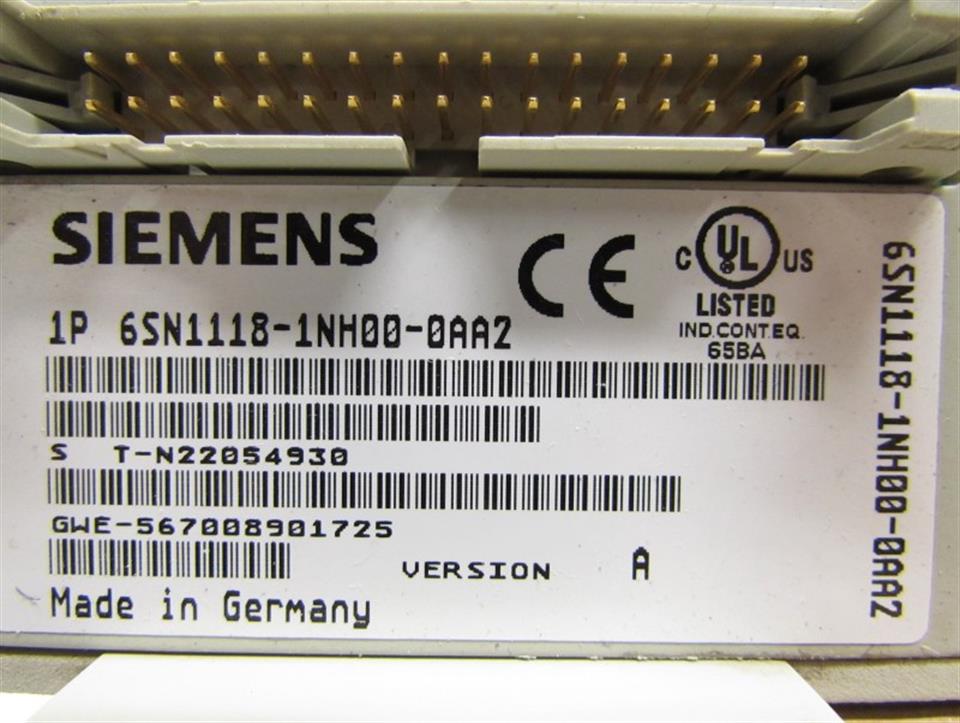 SIEMENS
CE
C UL US
LISTED
IND.CONT.EQ.
65BA
1P 6SN1118-1NH00-0AA2
S T-N22054930
GWE-567008901725
VERSION A
Made in Germany
6SN1118-1NH00-0AA2